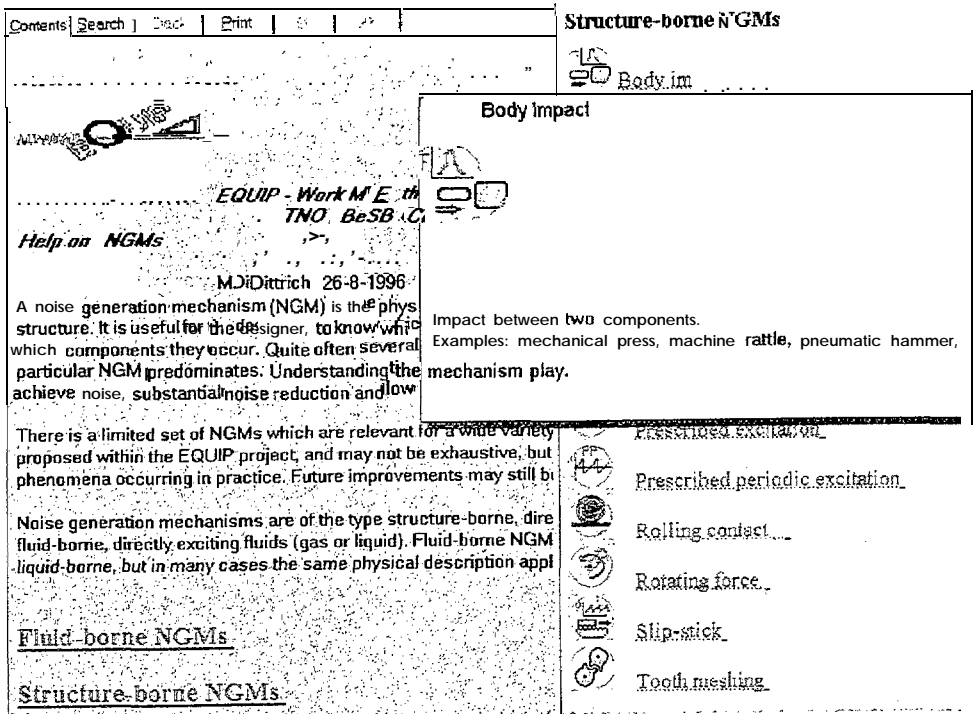 Contents Search Back Print
EQUIP - Work
TNO BeSB
Help on NGMs
Dittrich 26-8-1996
A noise generation mechanism (NGM) is the phys
structure. It is useful for the designer, to know whic
which components they occur. Quite often several
particular NGM predominates. Understanding the
achieve noise, substantial noise reduction and low
There is a limited set of NGMs which are relevant for a wide variety
proposed within the EQUIP project, and may not be exhaustive, but
phenomena occurring in practice. Future improvements may still b
Noise generation mechanisms are of the type structure-borne, dire
fluid-borne, directly exciting fluids (gas or liquid). Fluid-borne NGM
liquid-borne, but in many cases the same physical description appl
Fluid-borne NGMs
Structure-borne NGMs
Structure-borne NGMs
Body im
Body impact
Impact between two components.
Examples: mechanical press, machine rattle, pneumatic hammer,
mechanism play.
Prescribed excitation
Prescribed periodic excitation
Rolling contact
Rotating force
Slip-stick
Tooth meshing